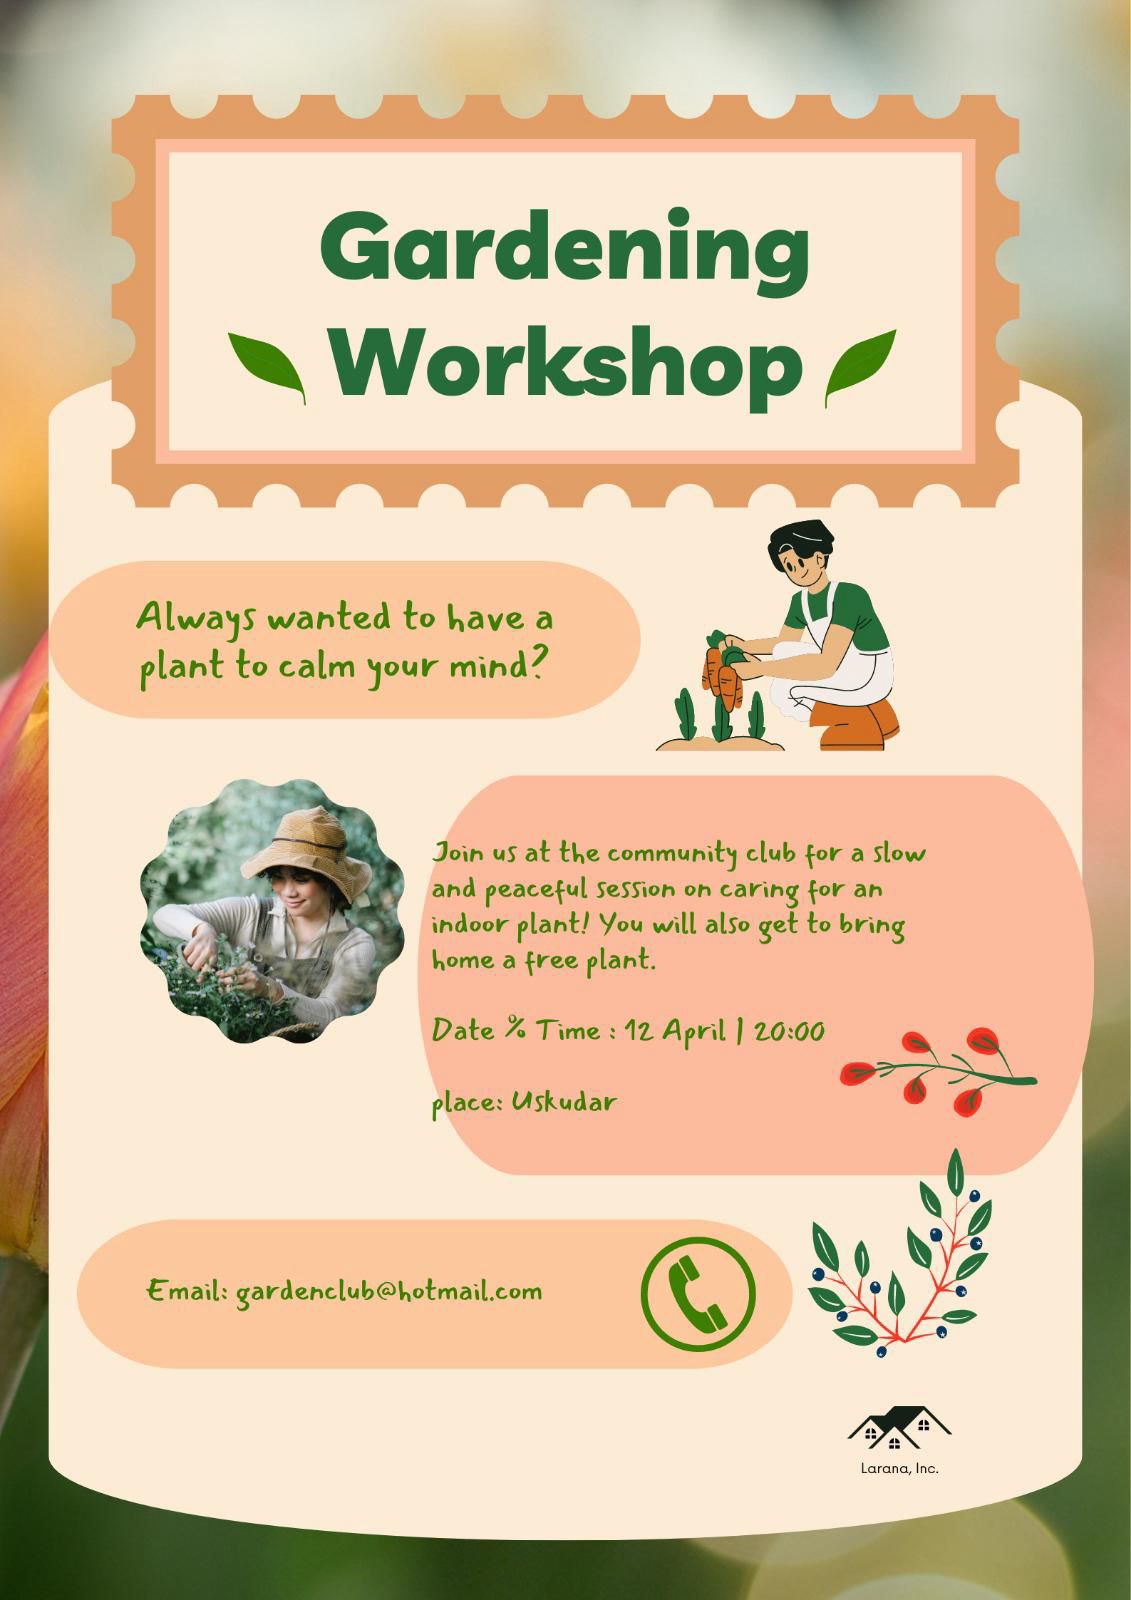 Gardening
Workshop
Always wanted to have a
plant to calm your mind?
Join us at the community club for a slow
and peaceful session on caring for an
indoor plant! You will also get to bring
home a free plant.
Date % Time : 12 April | 20:00
place: Uskudar
Email: gardenclub@hotmail.com
Larana, Inc.